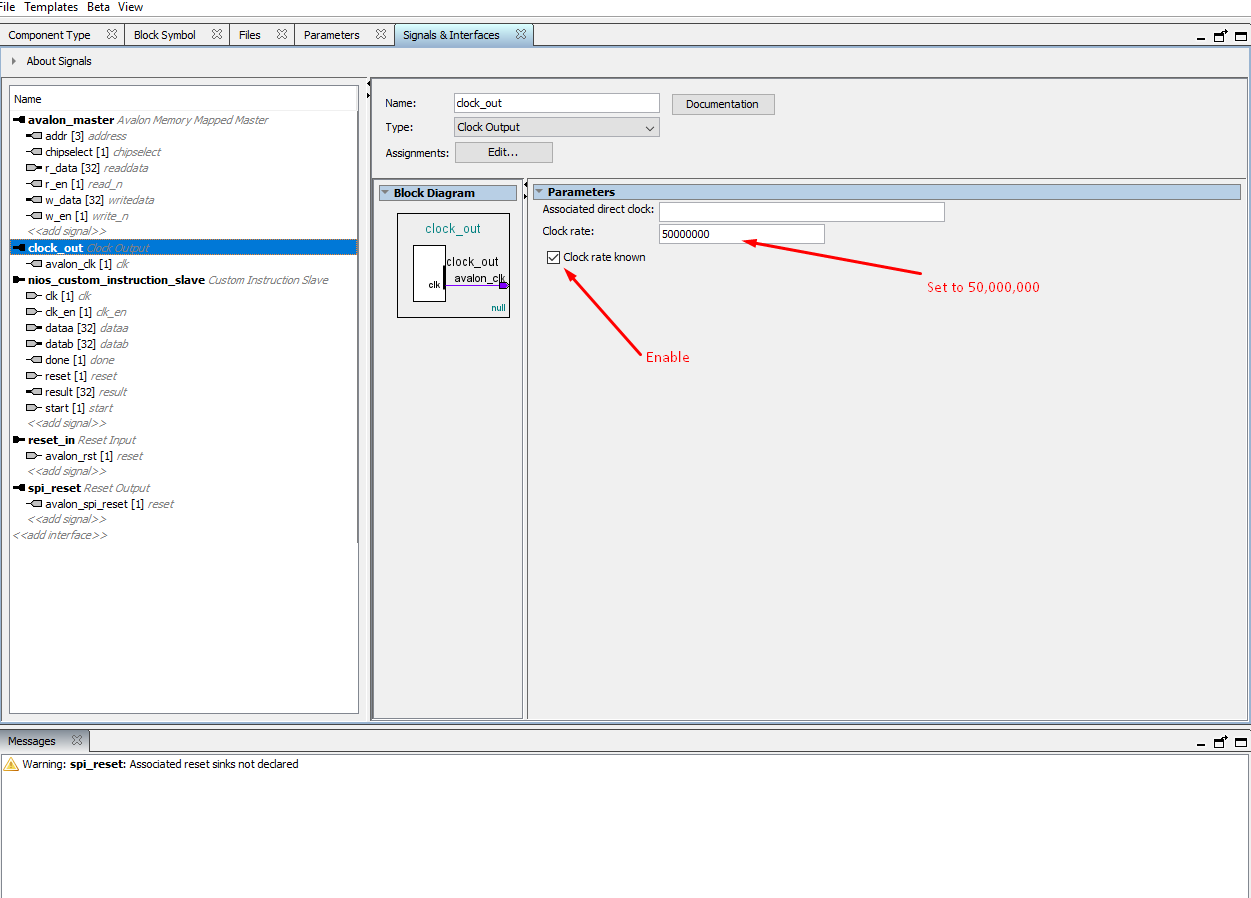 File Templates Beta View
Component Type Block Symbol Files Parameters Signals & Interfaces
About Signals
Name
avalon_master Avalon Memory Mapped Master
addr [3] address
chipselect [1] chipselect
r_data [32] readdata
r_en [1] read_n
w_data [32] writedata
w_en [1] write_n
<<add signal>>
clock_out Clock Output
avalon_clk [1] clk
nios_custom_instruction_slave Custom Instruction Slave
clk [1] clk
clk_en [1] clk_en
dataa [32] dataa
datab [32] datab
done [1] done
reset [1] reset
result [32] result
start [1] start
<<add signal>>
reset_in Reset Input
avalon_rst [1] reset
<<add signal>>
spi_reset Reset Output
avalon_spi_reset [1] reset
<<add signal>>
<<add interface>>
Name: clock_out Documentation
Type: Clock Output
Assignments: Edit...
Block Diagram
clock_out
clock_out
avalon_clk
clk
null
Parameters
Associated direct clock:
Clock rate: 50000000
Clock rate known
Set to 50,000,000
Enable
Messages
Warning: spi_reset: Associated reset sinks not declared